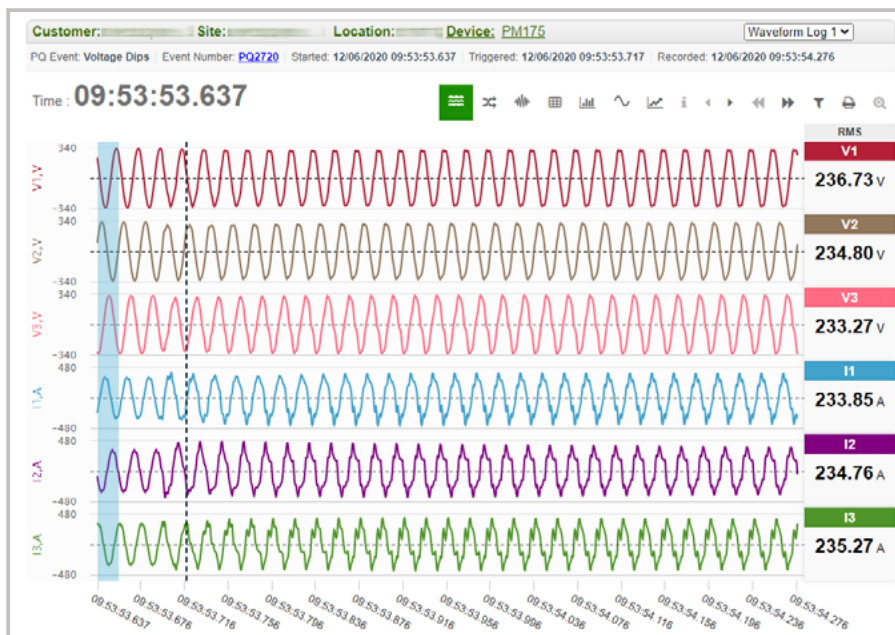 Customer: Site: Location: Device: PM175 Waveform Log 1
PQ Event: Voltage Dips Event Number: PQ2720 Started: 12/06/2020 09:53:53.637 Triggered: 12/06/2020 09:53:53.717 Recorded: 12/06/2020 09:53:54.276
Time : 09:53:53.637
RMS
340
V1,V
-340
V1
236.73 V
340
V2,V
-340
V2
234.80 V
340
V3,V
-340
V3
233.27 V
480
I1,A
-480
I1
233.85 A
480
I2,A
-480
I2
234.76 A
480
I3,A
-480
I3
235.27 A
09:53:53.637
09:53:53.676
09:53:53.716
09:53:53.756
09:53:53.796
09:53:53.836
09:53:53.876
09:53:53.916
09:53:53.956
09:53:53.996
09:53:54.036
09:53:54.076
09:53:54.116
09:53:54.156
09:53:54.196
09:53:54.236
09:53:54.276